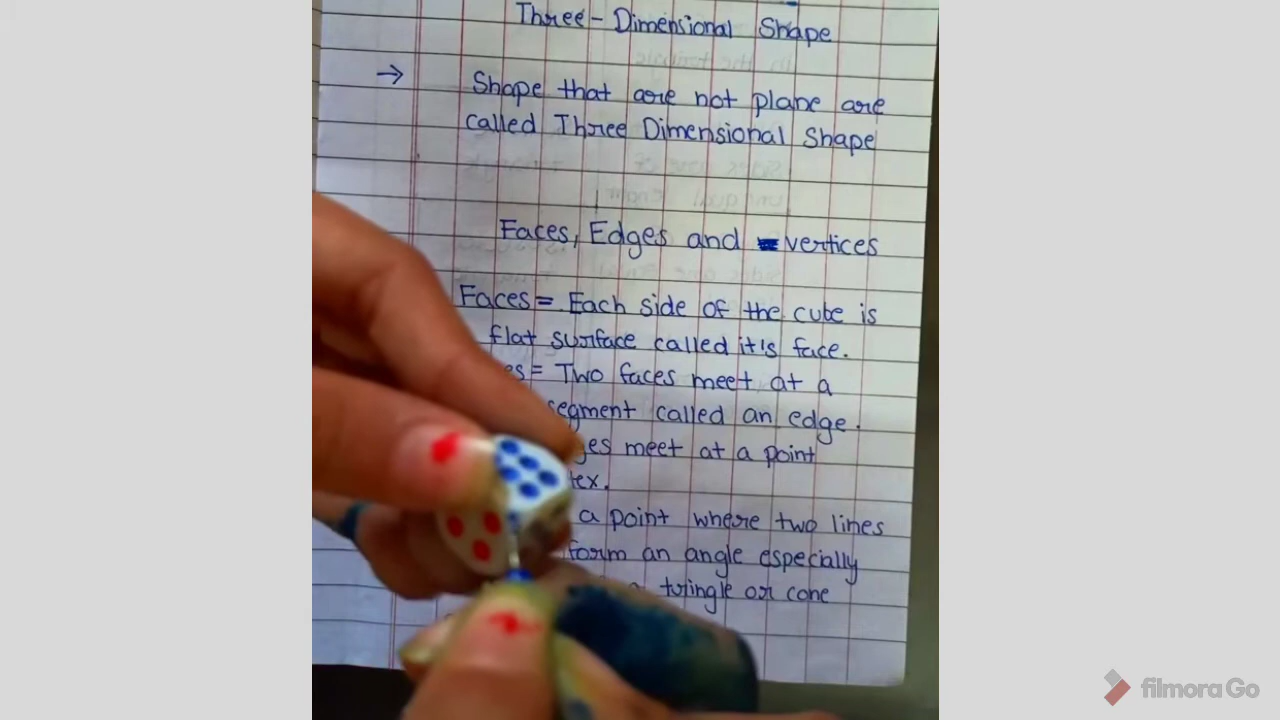 Three-Dimensional Shape
→ Shape that are not plane are
called Three Dimensional Shape
Faces, Edges and vertices
Faces = Each side of the cube is
flat surface called it's face.
es = Two faces meet at a
segment called an edge.
ges meet at a point
tex.
a point where two lines
form an angle especially
tringle or cone
filmora Go